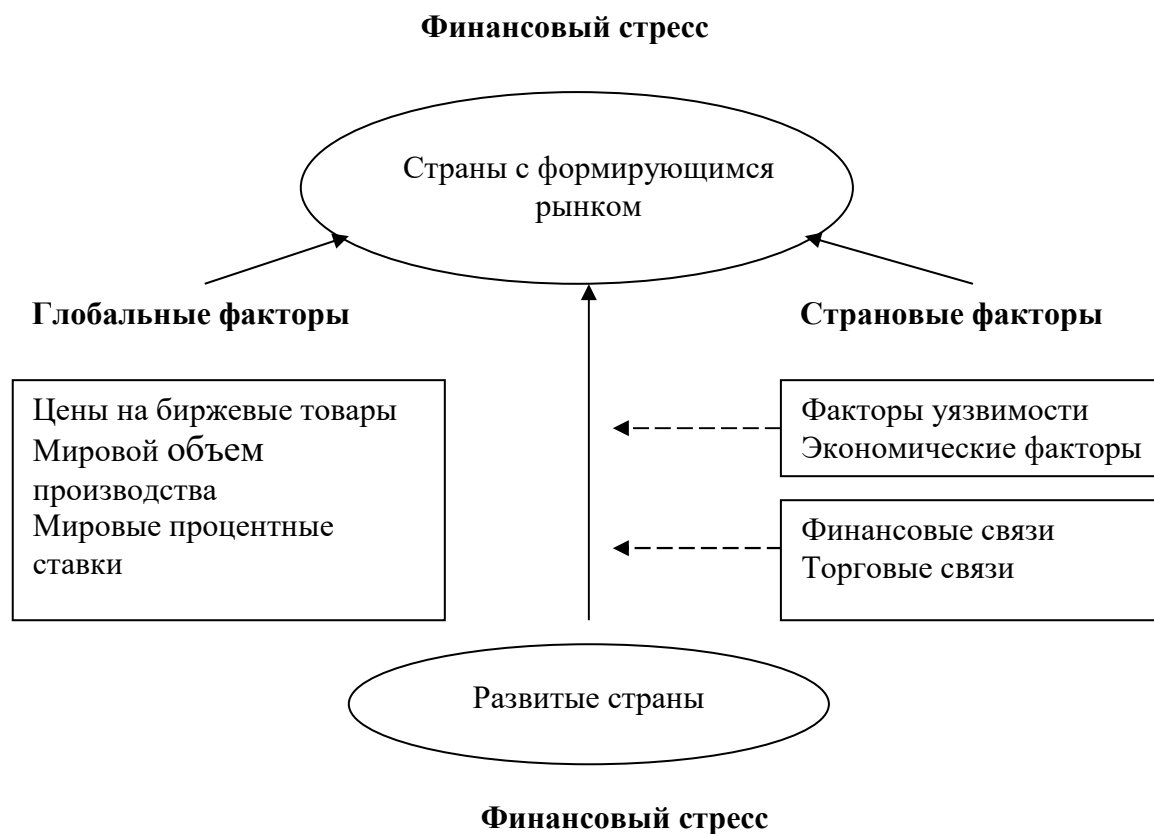 Финансовый стресс
Страны с формирующимся
рынком
Глобальные факторы
Страновые факторы
Цены на биржевые товары
Мировой объем
производства
Мировые процентные
ставки
Факторы уязвимости
Экономические факторы
Финансовые связи
Торговые связи
Развитые страны
Финансовый стресс